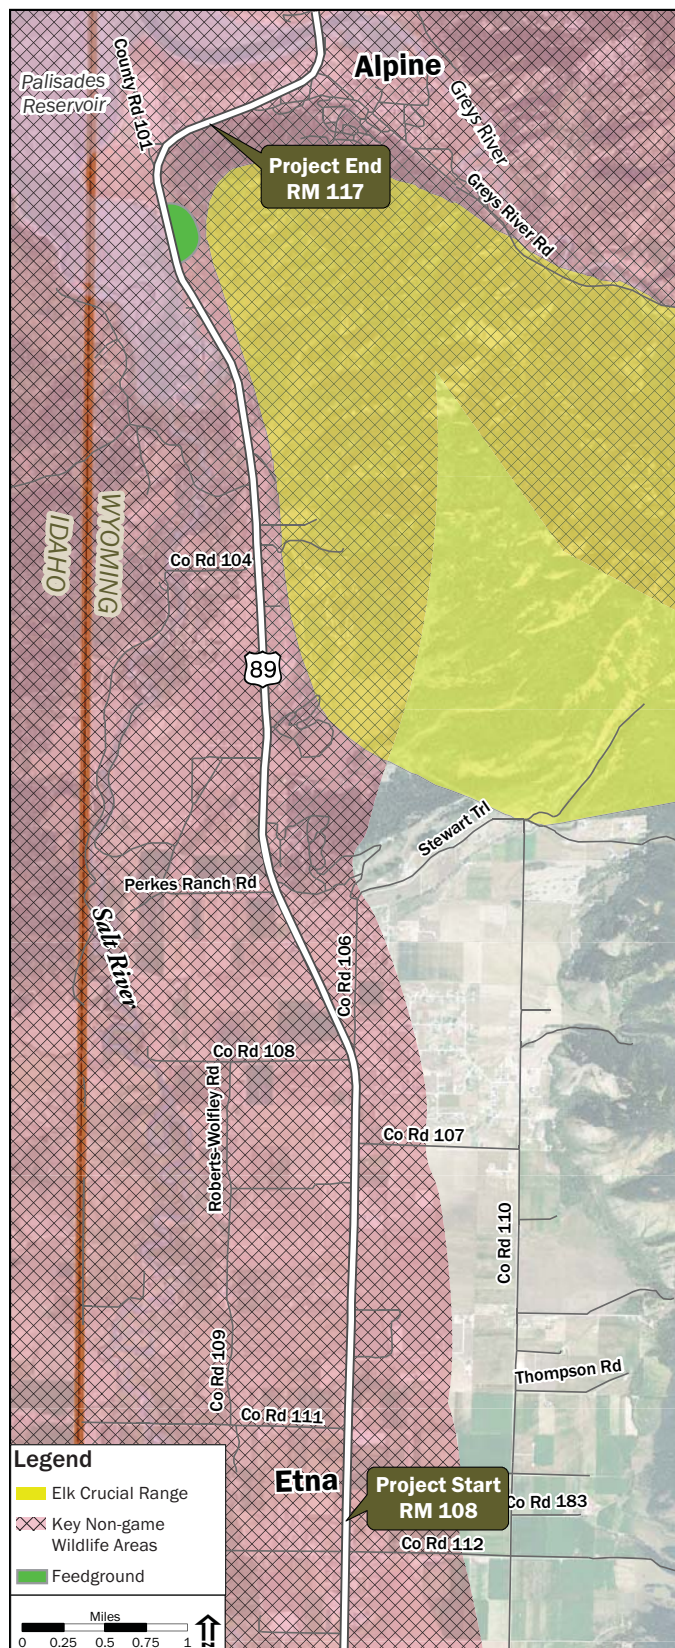 Alpine
Palisades
Reservoir
County Rd 101
Greys River
Project End
RM 117
Greys River Rd
IDAHO
WYOMING
Co Rd 104
89
Stewart Trl
Perkes Ranch Rd
Salt River
Co Rd 106
Co Rd 108
Roberts-Wolfley Rd
Co Rd 107
Co Rd 110
Co Rd 109
Thompson Rd
Co Rd 111
Etna
Project Start
RM 108
Co Rd 183
Co Rd 112
Legend
Elk Crucial Range
Key Non-game
Wildlife Areas
Feedground
Miles
0 0.25 0.5 0.75 1
N